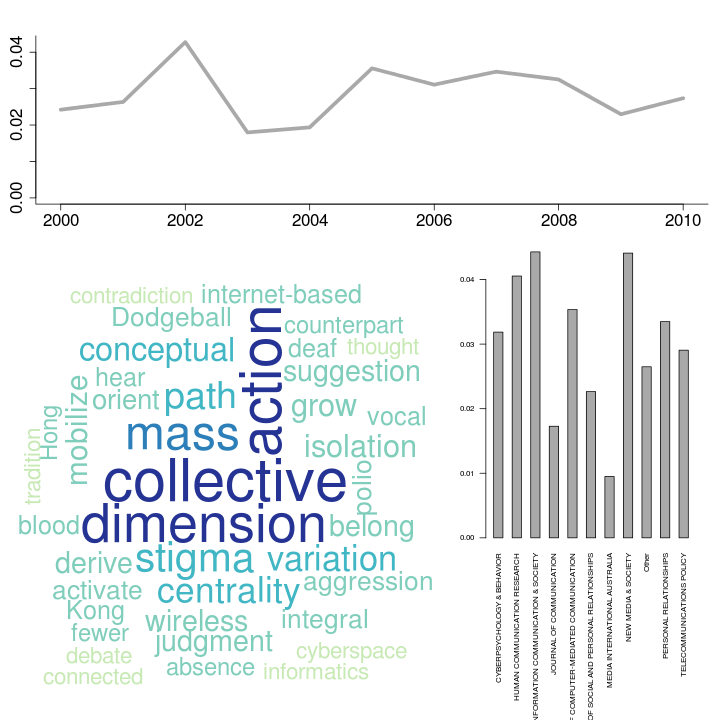 0.04
0.02
0.00
2000 2002 2004 2006 2008 2010
contradiction internet-based
Dodgeball action counterpart
conceptual deaf thought
hear suggestion
mobilize orient path grow
Hong mass vocal
tradition isolation
collective polio
blood dimension belong
derive stigma variation
activate centrality aggression
Kong wireless integral
fewer judgment cyberspace
debate absence informatics
connected
0.04
0.03
0.02
0.01
0.00
CYBERPSYCHOLOGY & BEHAVIOR
HUMAN COMMUNICATION RESEARCH
NFORMATION COMMUNICATION & SOCIETY
JOURNAL OF COMMUNICATION
COMPUTER-MEDIATED COMMUNICATION
OF SOCIAL AND PERSONAL RELATIONSHIPS
MEDIA INTERNATIONAL AUSTRALIA
NEW MEDIA & SOCIETY
Other
PERSONAL RELATIONSHIPS
TELECOMMUNICATIONS POLICY